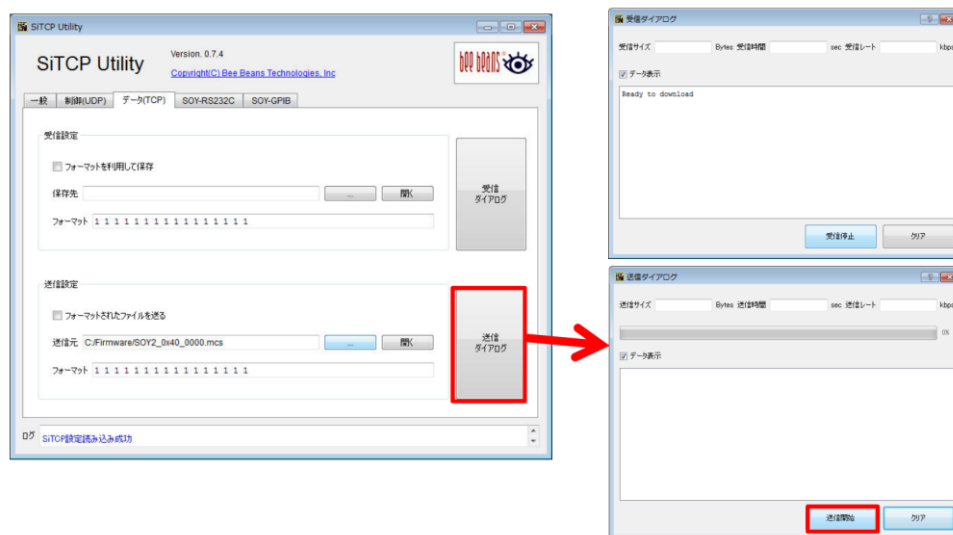 SiTCP Utility
SiTCP Utility
Version. 0.7.4
Copyright(C) Bee Beans Technologies, Inc
bee beans
一般 制御(UDP) データ(TCP) SOY-RS232C SOY-GPIB
受信設定
フォーマットを利用して保存
保存先 ... 開く
フォーマット 1 1 1 1 1 1 1 1 1 1 1 1 1 1 1 1
受信
ダイアログ
送信設定
フォーマットされたファイルを送る
送信元 C:/Firmware/SOY2_0x40_0000.mcs ... 開く
フォーマット 1 1 1 1 1 1 1 1 1 1 1 1 1 1 1 1
送信
ダイアログ
ログ SiTCP設定読み込み成功
受信ダイアログ
受信サイズ Bytes 受信時間 sec 受信レート kbps
データ表示
Ready to download
受信停止 クリア
送信ダイアログ
送信サイズ Bytes 送信時間 sec 送信レート kbps
0%
データ表示
送信開始 クリア